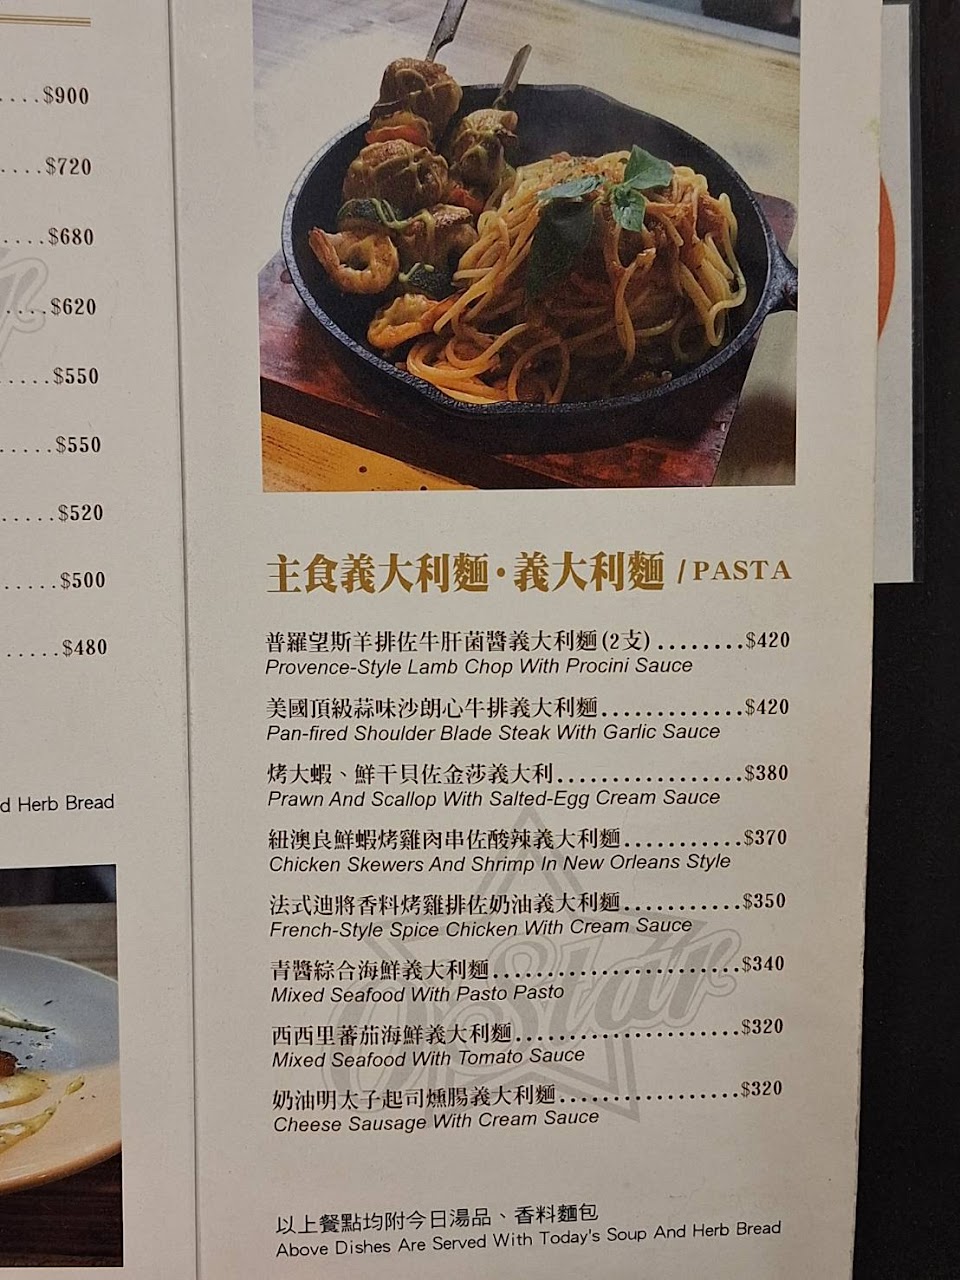 ....$900
.....$720
....$680
.....$620
......$550
.....$550
......$520
......$500
......$480
d Herb Bread
主食義大利麵·義大利麵 / PASTA
普羅望斯羊排佐牛肝菌醬義大利麵(2支)........$420
Provence-Style Lamb Chop With Procini Sauce
美國頂級蒜味沙朗心牛排義大利麵.............$420
Pan-fired Shoulder Blade Steak With Garlic Sauce
烤大蝦、鮮干貝佐金莎義大利.................$380
Prawn And Scallop With Salted-Egg Cream Sauce
紐澳良鮮蝦烤雞肉串佐酸辣義大利麵...........$370
Chicken Skewers And Shrimp In New Orleans Style
法式迪將香料烤雞排佐奶油義大利麵...........$350
French-Style Spice Chicken With Cream Sauce
青醬綜合海鮮義大利麵.......................$340
Mixed Seafood With Pasto Pasto
西西里蕃茄海鮮義大利麵.....................$320
Mixed Seafood With Tomato Sauce
奶油明太子起司燻腸義大利麵.................$320
Cheese Sausage With Cream Sauce
以上餐點均附今日湯品、香料麵包
Above Dishes Are Served With Today's Soup And Herb Bread